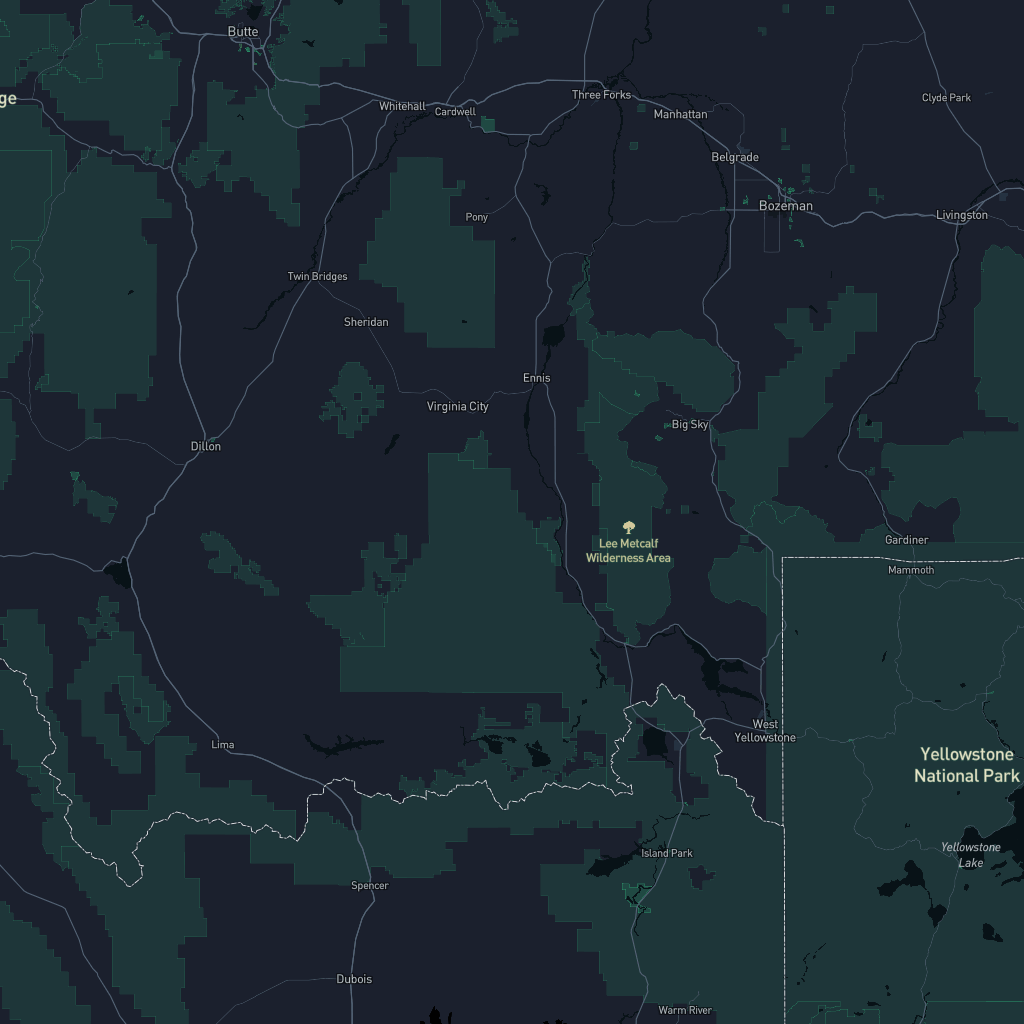 Butte
ge
Whitehall
Cardwell
Three Forks
Manhattan
Clyde Park
Belgrade
Bozeman
Livingston
Pony
Twin Bridges
Sheridan
Ennis
Virginia City
Big Sky
Dillon
Lee Metcalf
Wilderness Area
Gardiner
Mammoth
West
Yellowstone
Lima
Yellowstone
National Park
Island Park
Yellowstone
Lake
Spencer
Dubois
Warm River